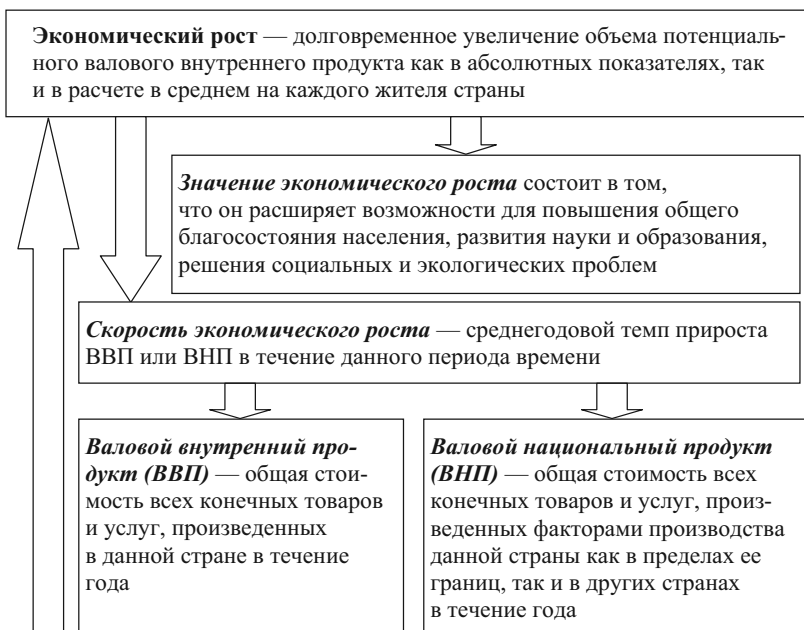 Экономический рост — долговременное увеличение объема потенциаль-
ного валового внутреннего продукта как в абсолютных показателях, так
и в расчете в среднем на каждого жителя страны
Значение экономического роста состоит в том,
что он расширяет возможности для повышения общего
благосостояния населения, развития науки и образования,
решения социальных и экологических проблем
Скорость экономического роста — среднегодовой темп прироста
ВВП или ВНП в течение данного периода времени
Валовой внутренний про-
дукт (ВВП) — общая стои-
мость всех конечных товаров
и услуг, произведенных
в данной стране в течение
года
Валовой национальный продукт
(ВНП) — общая стоимость всех
конечных товаров и услуг, произ-
веденных факторами производства
данной страны как в пределах ее
границ, так и в других странах
в течение года